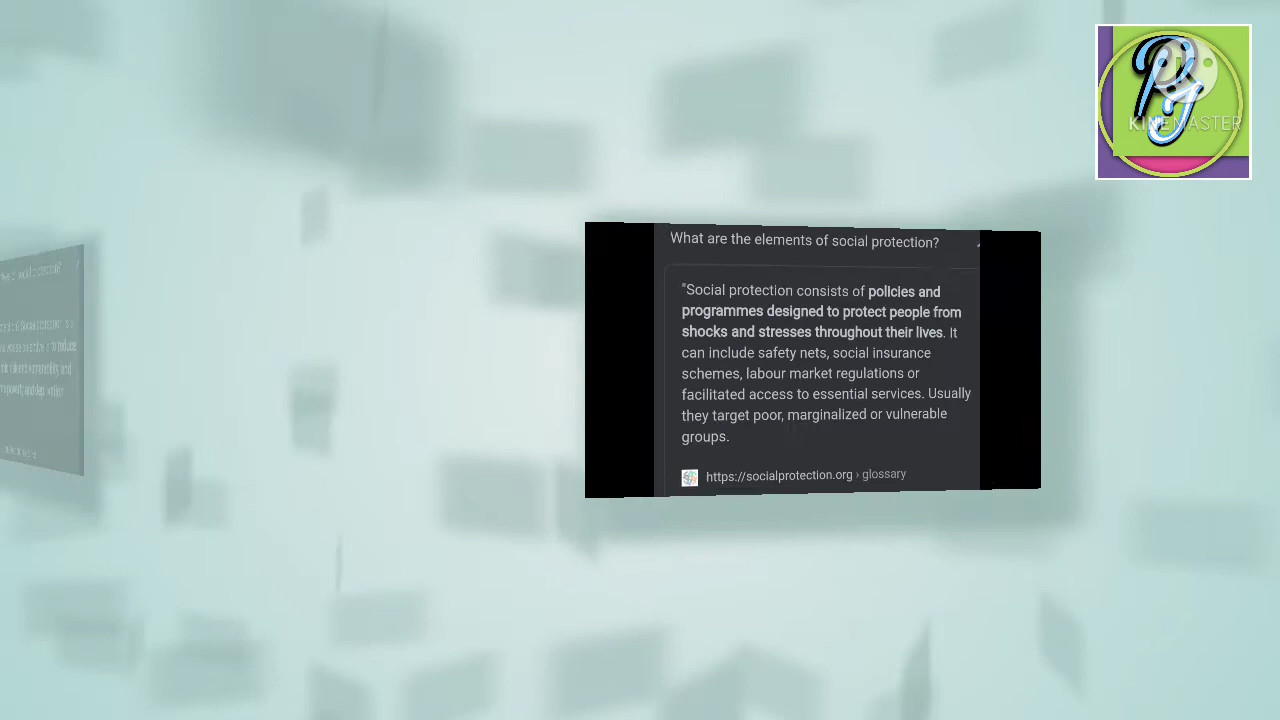 What are the elements of social protection?
"Social protection consists of policies and
programmes designed to protect people from
shocks and stresses throughout their lives. It
can include safety nets, social insurance
schemes, labour market regulations or
facilitated access to essential services. Usually
they target poor, marginalized or vulnerable
groups.
https://socialprotection.org › glossary
KINEMASTER